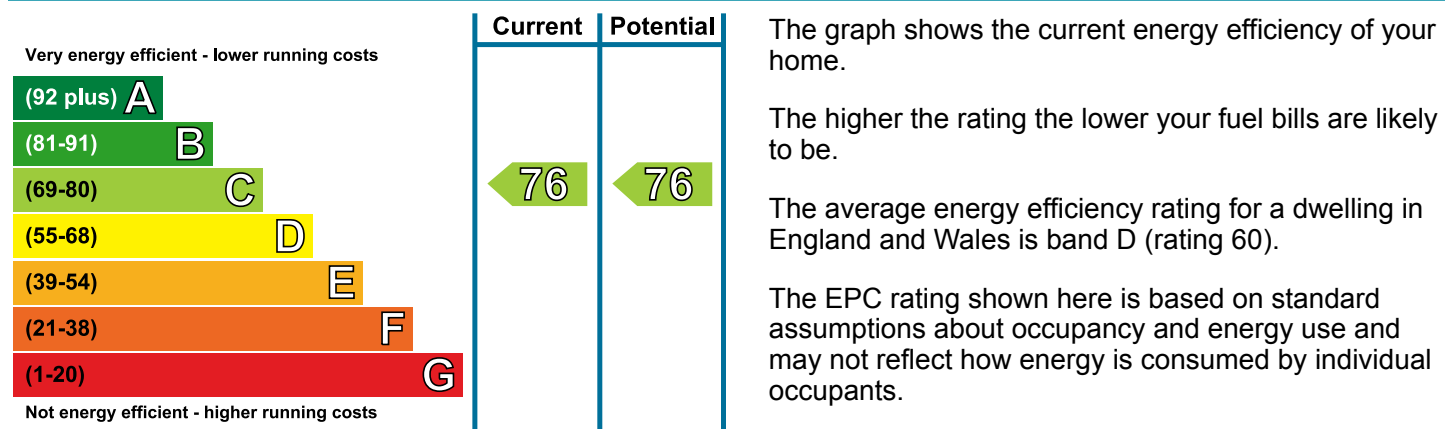 Current Potential
Very energy efficient - lower running costs
(92 plus) A
(81-91) B
(69-80) C
76 76
(55-68) D
(39-54) E
(21-38) F
(1-20) G
Not energy efficient - higher running costs
The graph shows the current energy efficiency of your
home.
The higher the rating the lower your fuel bills are likely
to be.
The average energy efficiency rating for a dwelling in
England and Wales is band D (rating 60).
The EPC rating shown here is based on standard
assumptions about occupancy and energy use and
may not reflect how energy is consumed by individual
occupants.